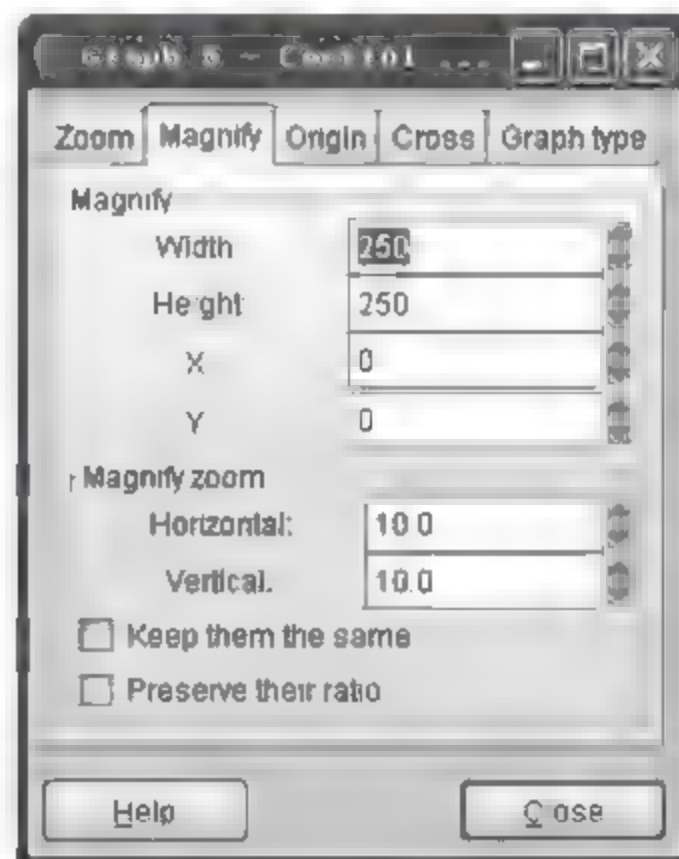 Zoom Magnify Origin Cross Graph type
Magnify
Width 250
Height 250
X 0
Y 0
Magnify zoom
Horizontal: 10.0
Vertical: 10.0
Keep them the same
Preserve their ratio
Help Close